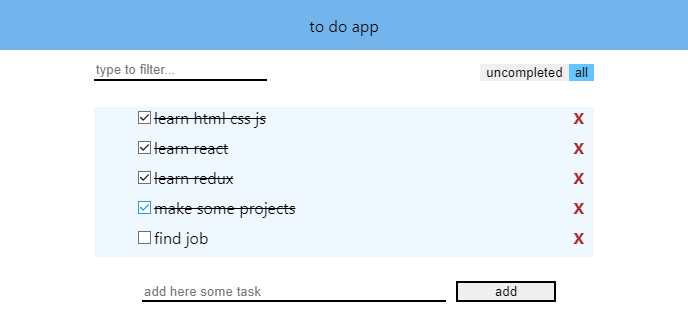 to do app
type to filter...
uncompleted all
learn html css js X
learn react X
learn redux X
make some projects X
find job X
add here some task add